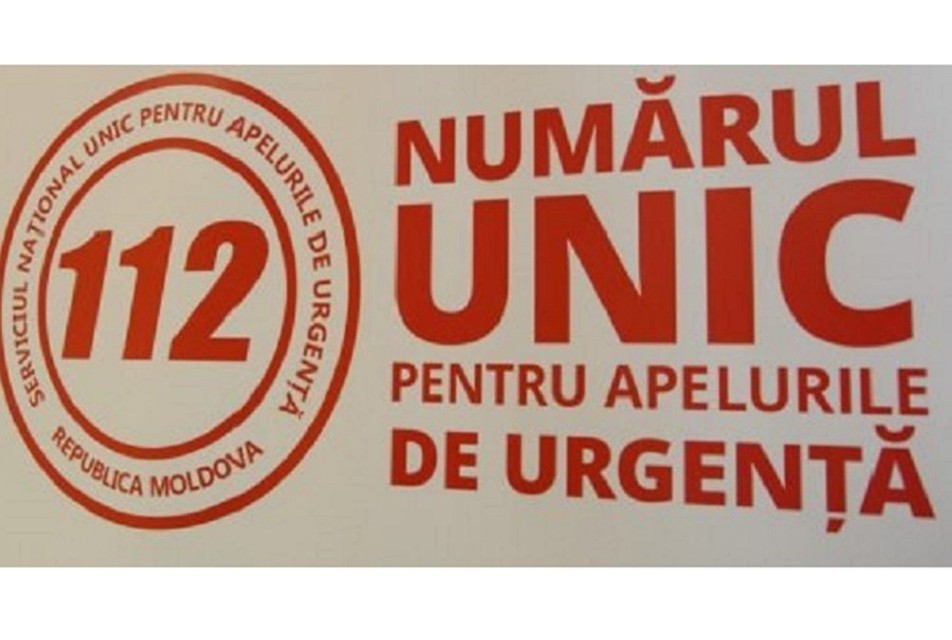 SERVICIUL NAȚIONAL UNIC PENTRU APELURILE DE URGENȚĂ
112
REPUBLICA MOLDOVA
NUMĂRUL
UNIC
PENTRU APELURILE
DE URGENȚĂ